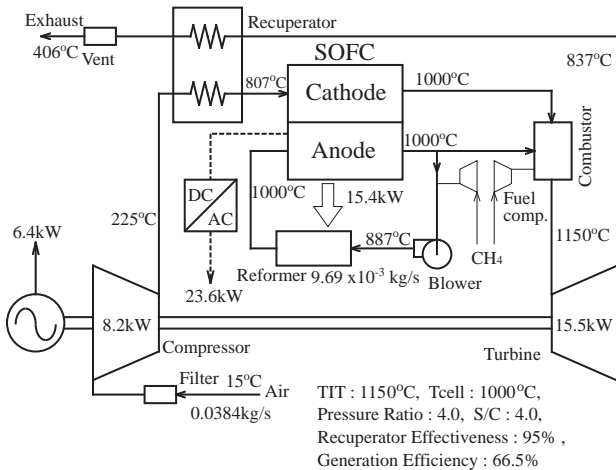 Exhaust
Recuperator
406°C
Vent
SOFC
837°C
807°C
1000°C
Cathode
Combustor
1000°C
Anode
1000°C
15.4kW
Fuel
comp.
DC
AC
225°C
1150°C
887°C
CH4
6.4kW
Reformer
9.69 x10-3 kg/s
Blower
23.6kW
8.2kW
15.5kW
Compressor
Turbine
Filter
15°C
Air
0.0384kg/s
TIT : 1150°C, Tcell : 1000°C,
Pressure Ratio : 4.0, S/C : 4.0,
Recuperator Effectiveness : 95% ,
Generation Efficiency : 66.5%